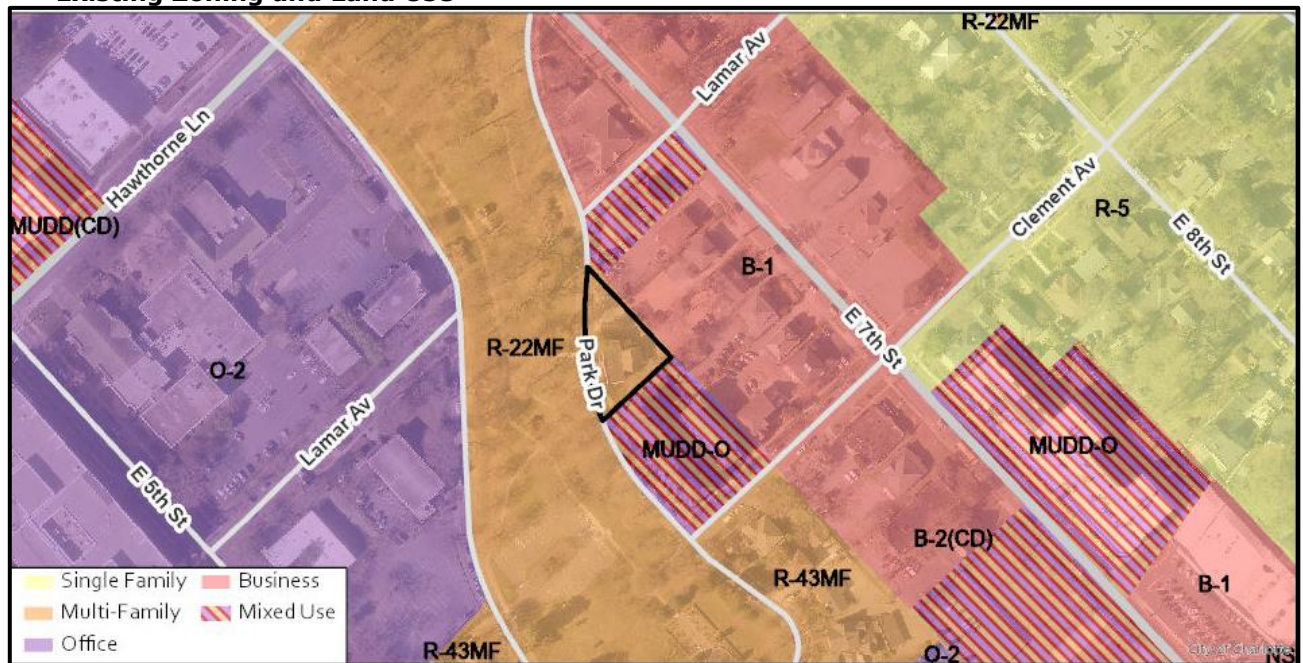 Existing Zoning and Land Use
R-22MF
Lamar Av
Hawthorne Ln
MUDD(CD)
Clement Av
R-5
E 8th St
B-1
E 7th St
R-22MF
Park Dr
O-2
Lamar Av
MUDD-O
MUDD-O
E 5th St
B-2(CD)
R-43MF
B-1
Single Family
Business
Multi-Family
Mixed Use
Office
R-43MF
O-2
City of Charlotte
NS